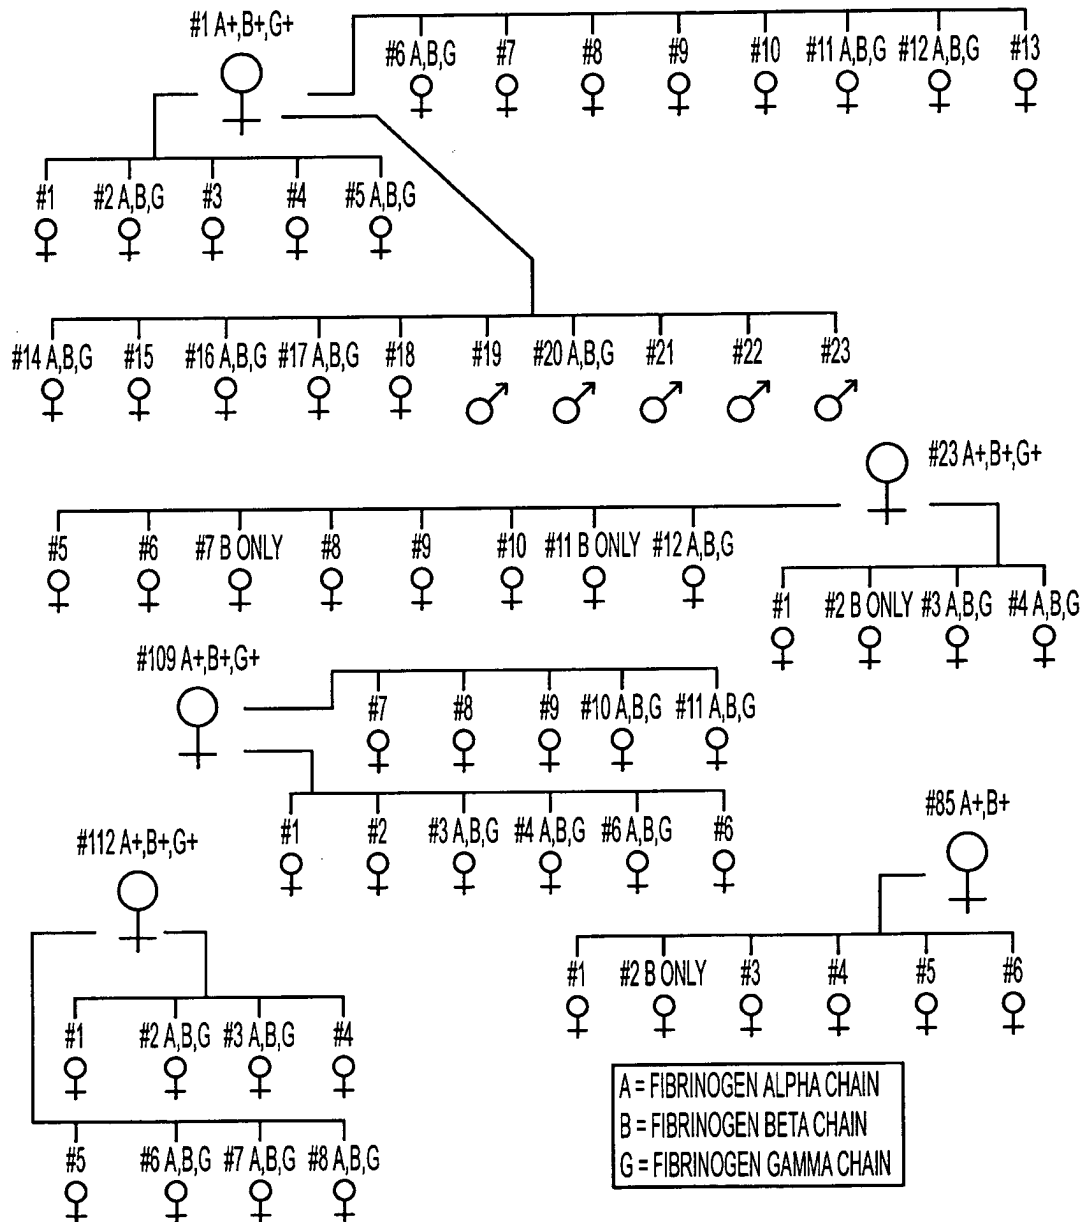 #1 A+,B+,G+
#6 A,B,G #7 #8 #9 #10 #11 A,B,G #12 A,B,G #13
#1 #2 A,B,G #3 #4 #5 A,B,G
#14 A,B,G #15 #16 A,B,G #17 A,B,G #18 #19 #20 A,B,G #21 #22 #23
#23 A+,B+,G+
#5 #6 #7 B ONLY #8 #9 #10 #11 B ONLY #12 A,B,G
#1 #2 B ONLY #3 A,B,G #4 A,B,G
#109 A+,B+,G+
#7 #8 #9 #10 A,B,G #11 A,B,G
#1 #2 #3 A,B,G #4 A,B,G #6 A,B,G #6
#85 A+,B+
#112 A+,B+,G+
#1 #2 B ONLY #3 #4 #5 #6
#1 #2 A,B,G #3 A,B,G #4
#5 #6 A,B,G #7 A,B,G #8 A,B,G
A = FIBRINOGEN ALPHA CHAIN
B = FIBRINOGEN BETA CHAIN
G = FIBRINOGEN GAMMA CHAIN